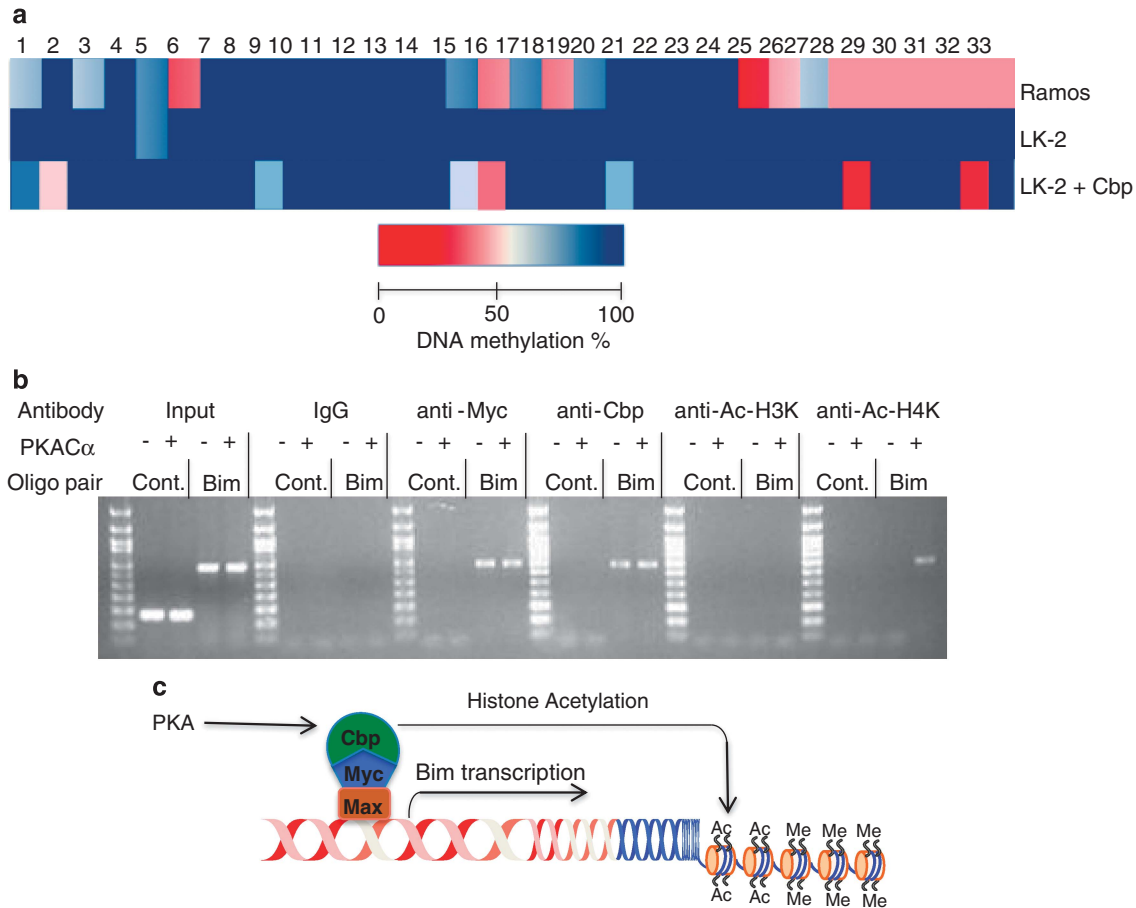 a
1 2 3 4 5 6 7 8 9 10 11 12 13 14 15 16 17 18 19 20 21 22 23 24 25 26 27 28 29 30 31 32 33
Ramos
LK-2
LK-2 + Cbp
0 50 100
DNA methylation %
b
Antibody Input IgG anti -Myc anti-Cbp anti-Ac-H3K anti-Ac-H4K
PKACα - + - + - + - + - + - + - + - + - + - + - + - +
Oligo pair Cont. Bim Cont. Bim Cont. Bim Cont. Bim Cont. Bim Cont. Bim
c
Histone Acetylation
PKA
Cbp
Myc
Bim transcription
Max
Ac Ac Me Me Me
Ac Ac Me Me Me